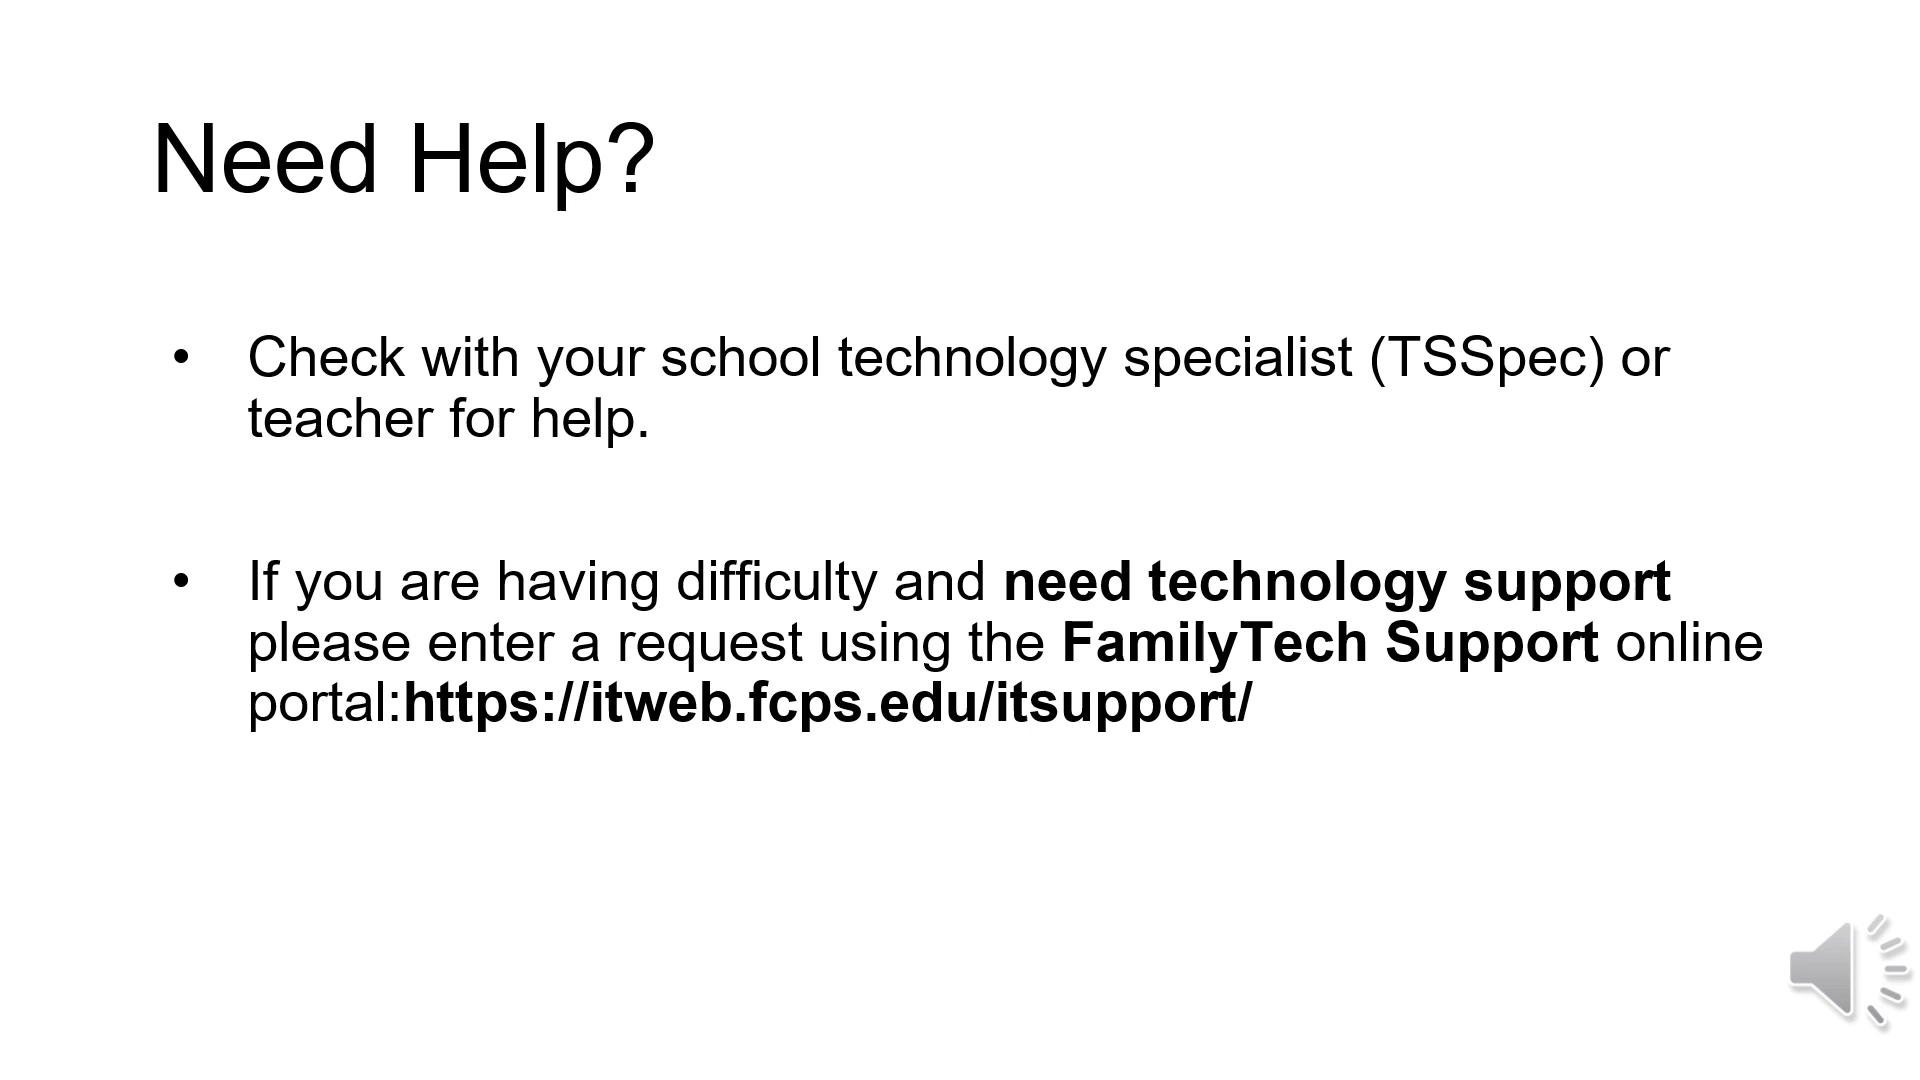 Need Help?
• Check with your school technology specialist (TSSpec) or
teacher for help.
• If you are having difficulty and need technology support
please enter a request using the FamilyTech Support online
portal:https://itweb.fcps.edu/itsupport/